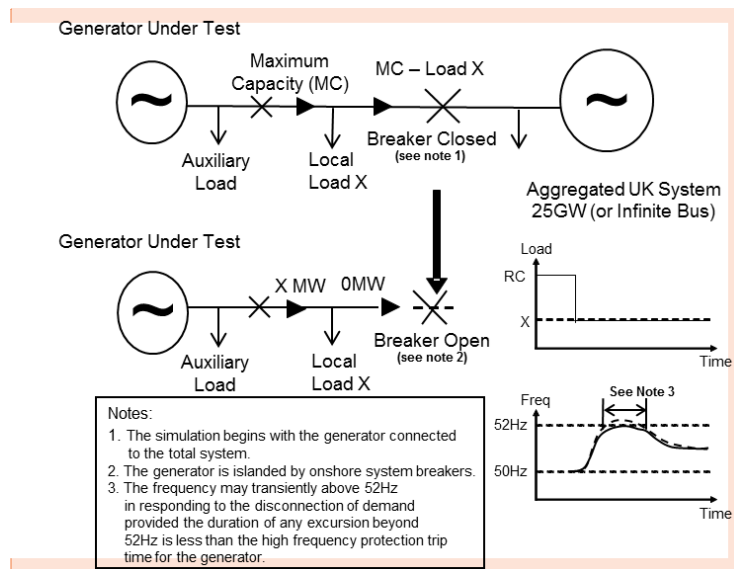 Generator Under Test
Maximum
Capacity (MC)
MC – Load X
~
~
Auxiliary
Load
Local
Load X
Breaker Closed
(see note 1)
Aggregated UK System
25GW (or Infinite Bus)
Generator Under Test
~
X MW
0MW
Auxiliary
Load
Local
Load X
Breaker Open
(see note 2)
Load
RC
X
Time
Freq
See Note 3
52Hz
50Hz
Time
Notes:
1. The simulation begins with the generator connected
to the total system.
2. The generator is islanded by onshore system breakers.
3. The frequency may transiently above 52Hz
in responding to the disconnection of demand
provided the duration of any excursion beyond
52Hz is less than the high frequency protection trip
time for the generator.